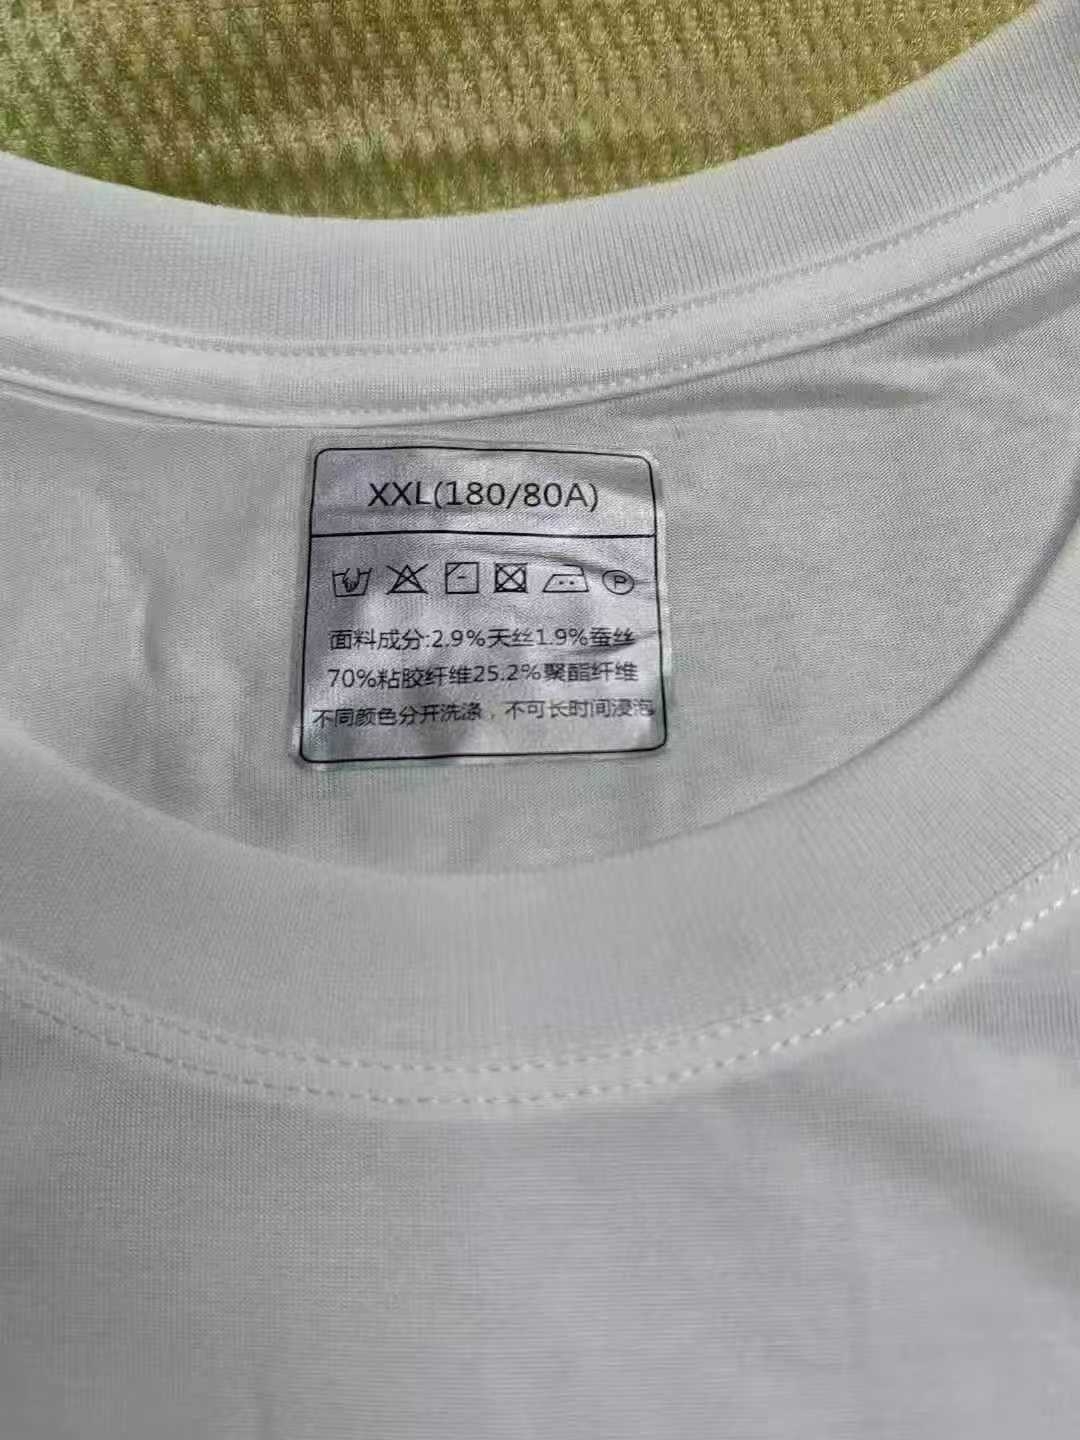 XXL(180/80A)
P
面料成分:2.9%天丝1.9%蚕丝
70%粘胶纤维25.2%聚酯纤维
不同颜色分开洗涤，不可长时间浸泡